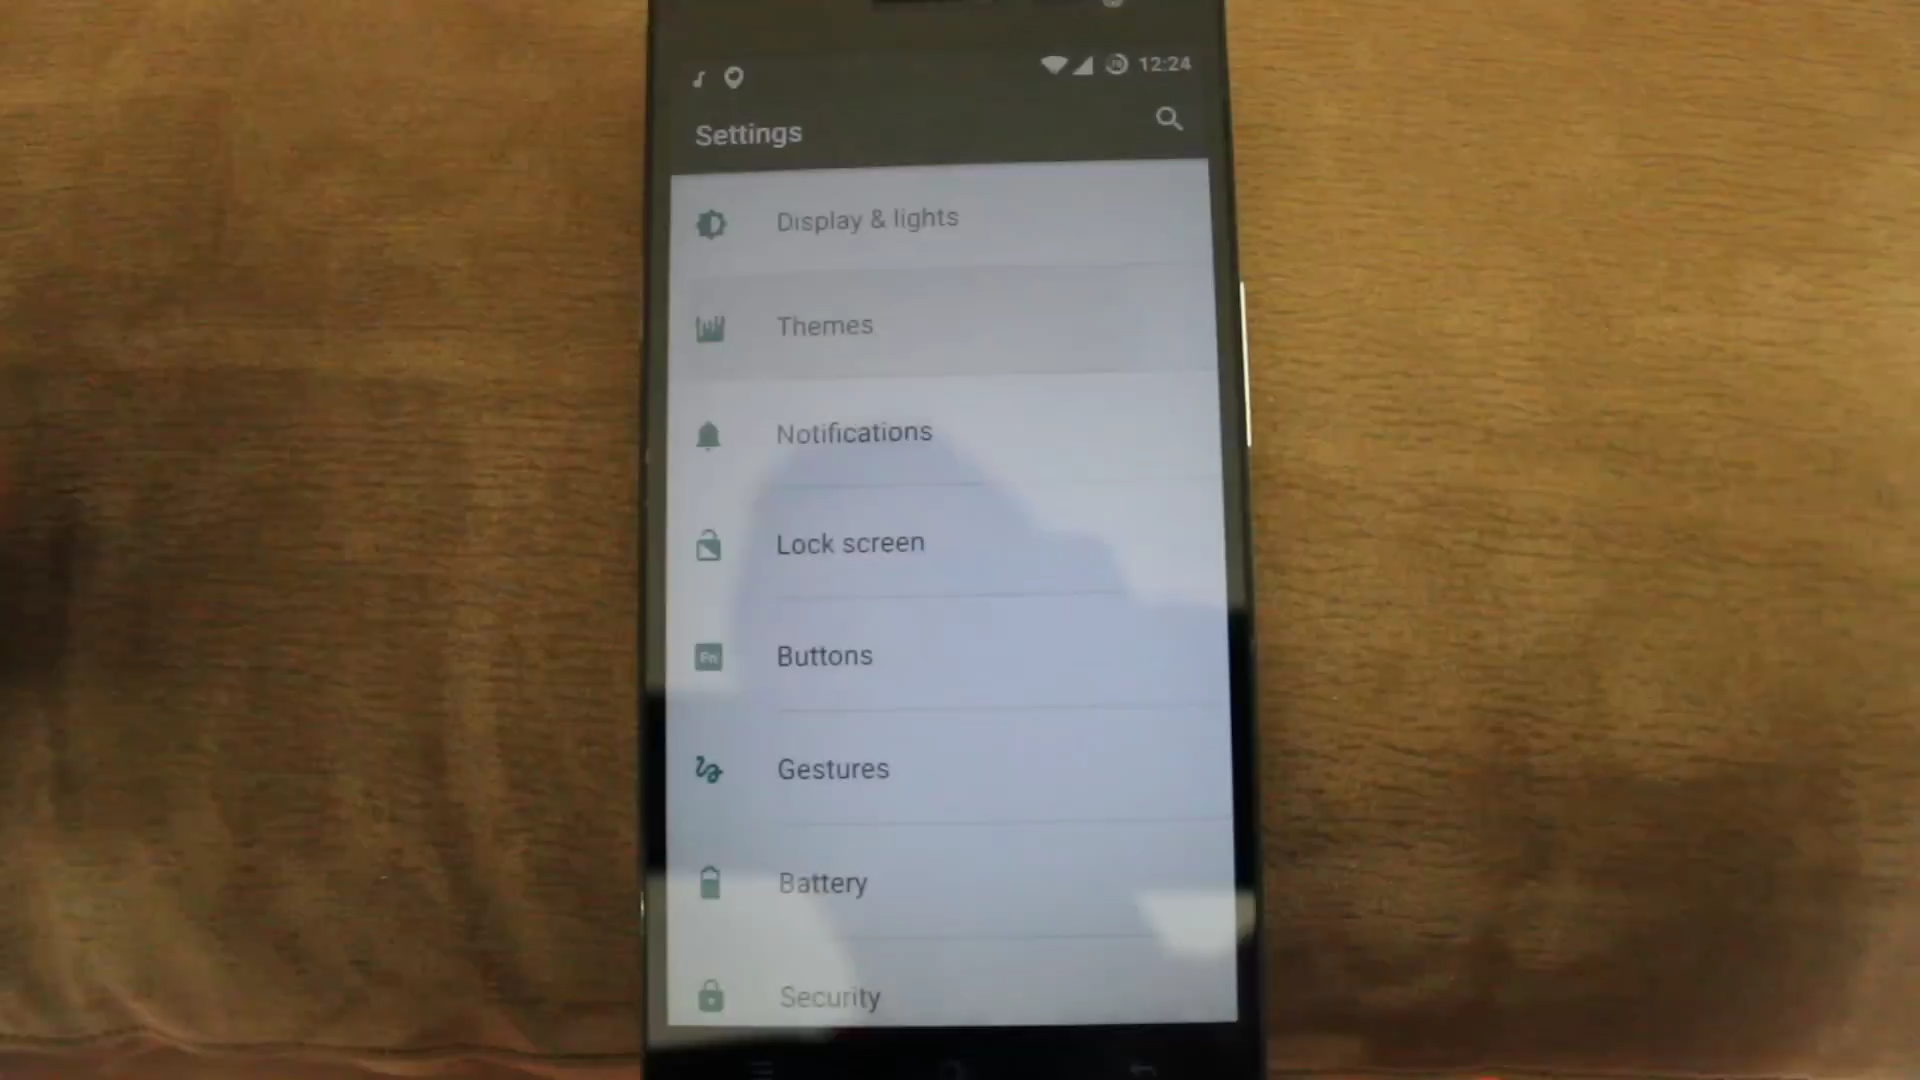 12:24
Settings
Display & lights
Themes
Notifications
Lock screen
Buttons
Gestures
Battery
Security